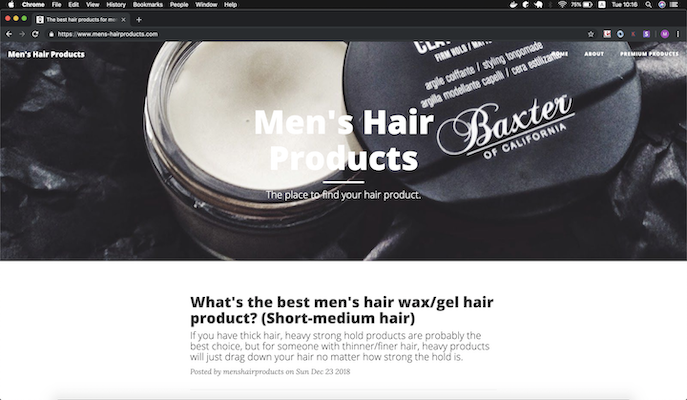 Chrome File Edit View History Bookmarks People Window Help 75% A Tue 10:16
The best hair products for men
https://www.mens-hairproducts.com
Men's Hair Products
HOME ABOUT PREMIUM PRODUCTS
FIRM HOLD / MATTE
argile coiffante / styling tonpomade
argilla modellante capelli / cera estilizante
Baxter
OF CALIFORNIA
Men's Hair
Products
The place to find your hair product.
What's the best men's hair wax/gel hair
product? (Short-medium hair)
If you have thick hair, heavy strong hold products are probably the
best choice, but for someone with thinner/finer hair, heavy products
will just drag down your hair no matter how strong the hold is.
Posted by menshairproducts on Sun Dec 23 2018